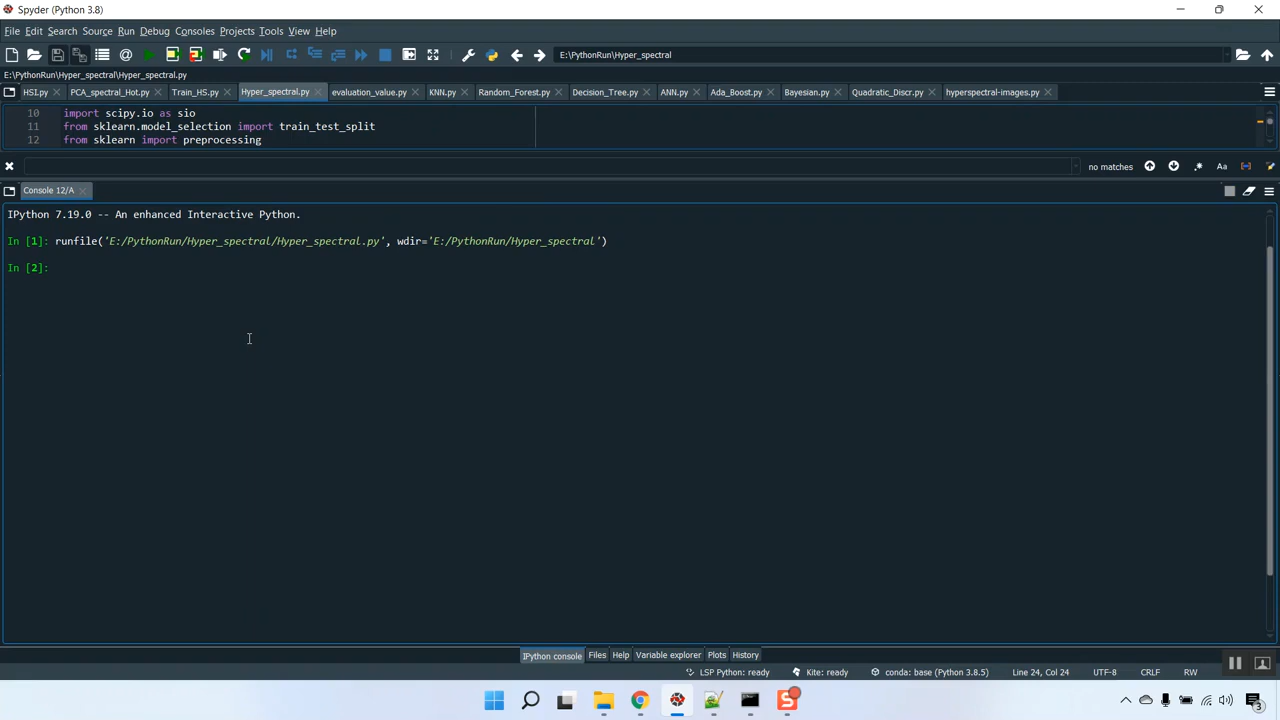 Spyder (Python 3.8)
File Edit Search Source Run Debug Consoles Projects Tools View Help
E:\PythonRun\Hyper_spectral
E:\PythonRun\Hyper_spectral\Hyper_spectral.py
HSI.py PCA_spectral_Hot.py Train_HS.py Hyper_spectral.py evaluation_value.py KNN.py Random_Forest.py Decision_Tree.py ANN.py Ada_Boost.py Bayesian.py Quadratic_Discr.py hyperspectral-images.py
10 import scipy.io as sio
11 from sklearn.model_selection import train_test_split
12 from sklearn import preprocessing
no matches .* Aa
Console 12/A
IPython 7.19.0 -- An enhanced Interactive Python.
In [1]: runfile('E:/PythonRun/Hyper_spectral/Hyper_spectral.py', wdir='E:/PythonRun/Hyper_spectral')
In [2]:
IPython console Files Help Variable explorer Plots History
LSP Python: ready Kite: ready conda: base (Python 3.8.5) Line 24, Col 24 UTF-8 CRLF RW
S 3